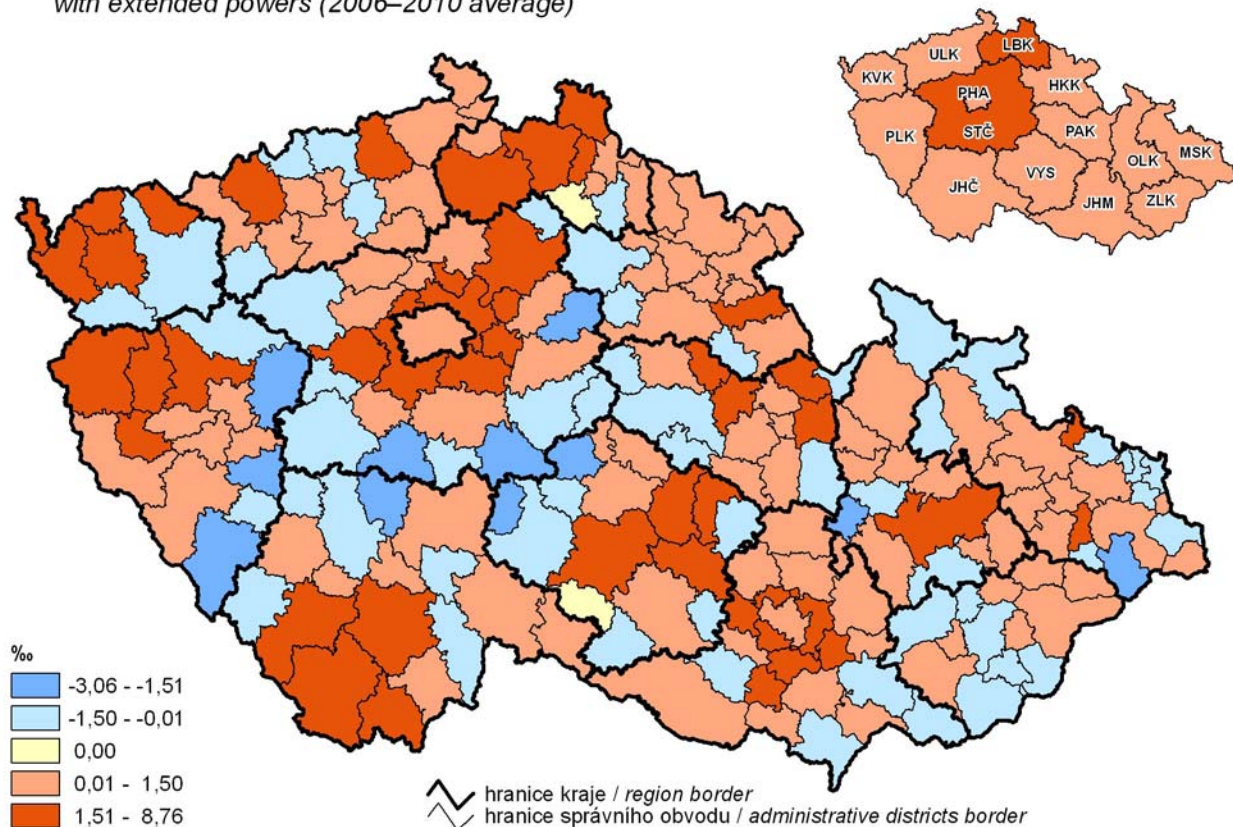 with extended powers (2006–2010 average)
ULK
LBK
KVK
PHA
HKK
PLK
STČ
PAK
MSK
OLK
VYS
JHČ
ZLK
JHM
‰
-3,06 - -1,51
-1,50 - -0,01
0,00
0,01 - 1,50
1,51 - 8,76
hranice kraje / region border
hranice správního obvodu / administrative districts border